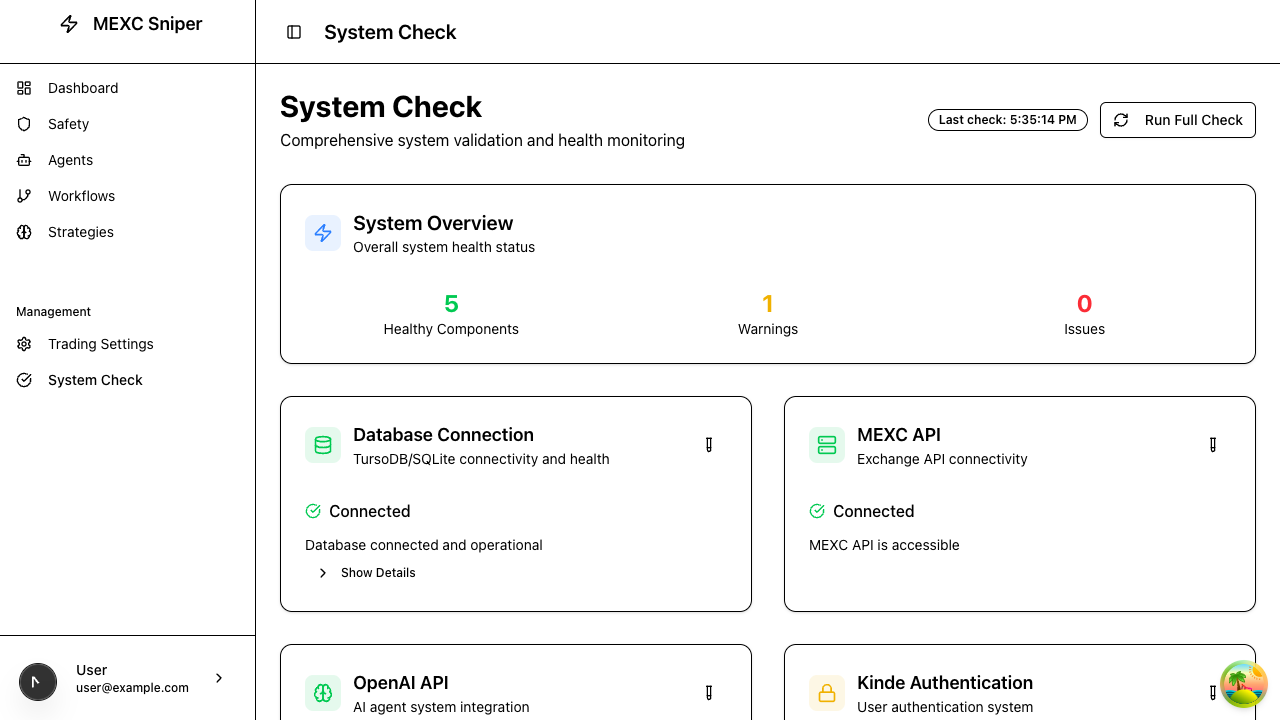 MEXC Sniper
System Check
Dashboard
Safety
Agents
Workflows
Strategies
Management
Trading Settings
System Check
User
user@example.com
System Check
Comprehensive system validation and health monitoring
Last check: 5:35:14 PM
Run Full Check
System Overview
Overall system health status
5
Healthy Components
1
Warnings
0
Issues
Database Connection
TursoDB/SQLite connectivity and health
Connected
Database connected and operational
Show Details
MEXC API
Exchange API connectivity
Connected
MEXC API is accessible
OpenAI API
AI agent system integration
Kinde Authentication
User authentication system